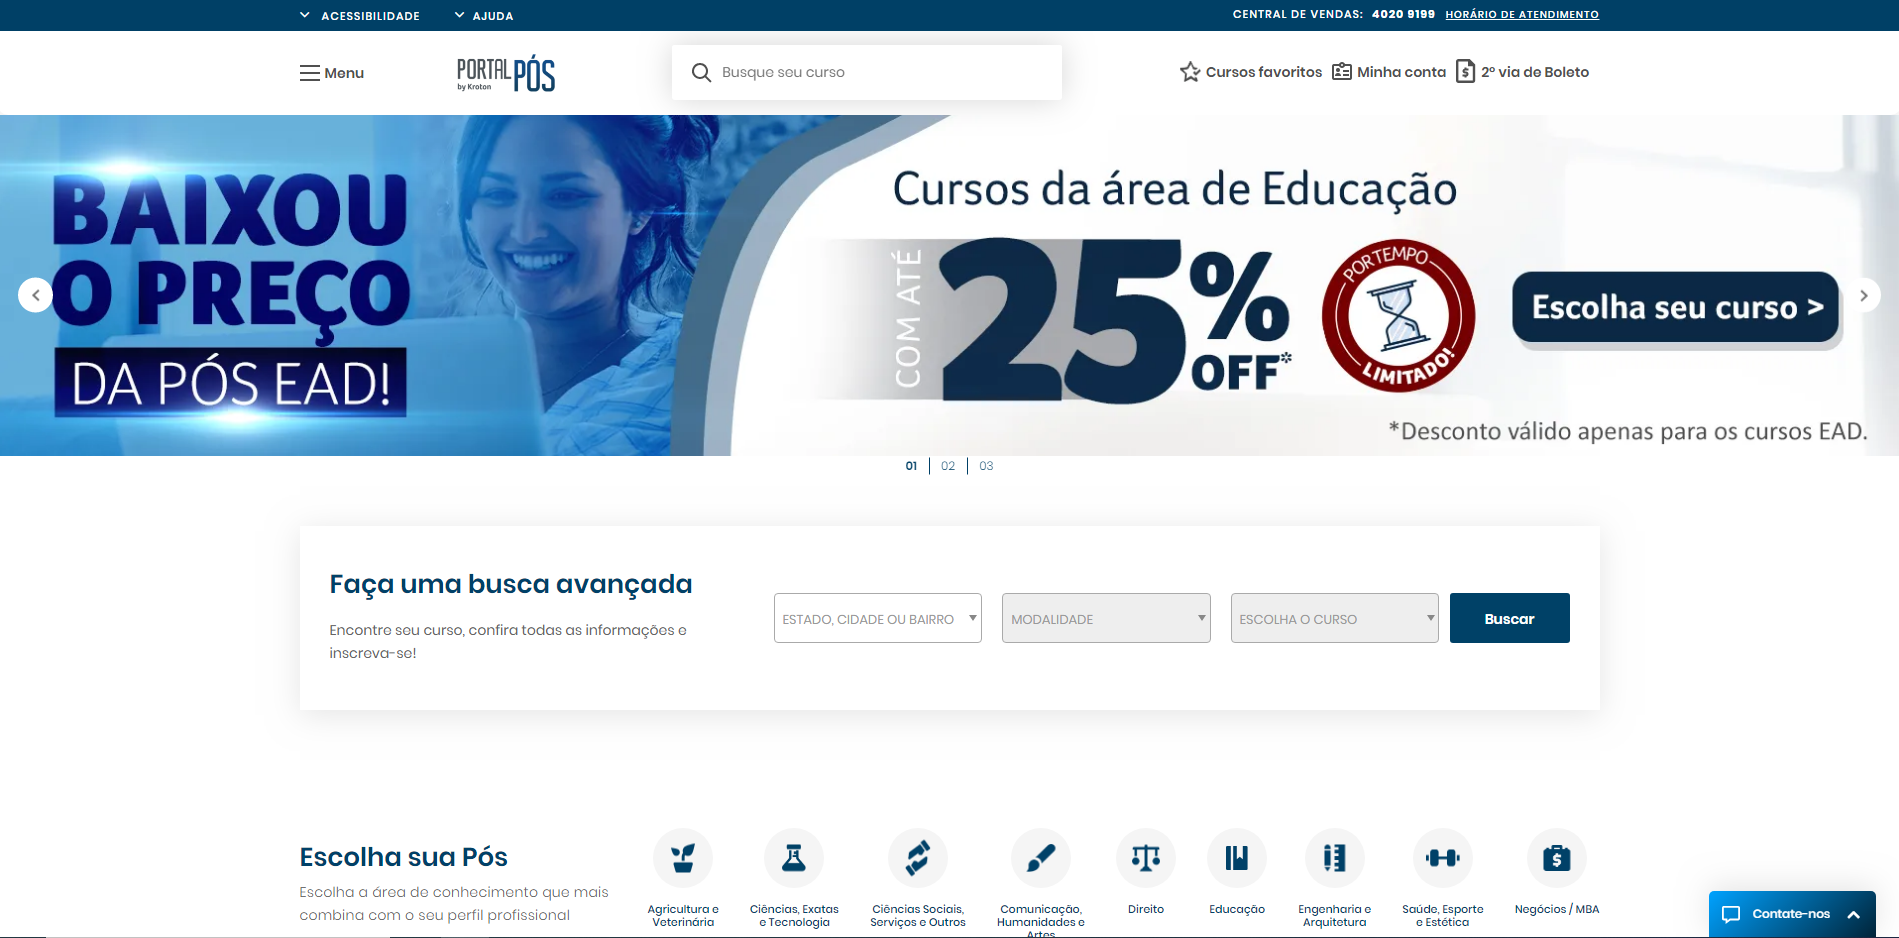 ACESSIBILIDADE
AJUDA
CENTRAL DE VENDAS: 4020 9199 HORÁRIO DE ATENDIMENTO
Menu
PORTAL PÓS
by Kroton
Busque seu curso
Cursos favoritos
Minha conta
2º via de Boleto
BAIXOU
O PREÇO
DA PÓS EAD!
Cursos da área de Educação
COM ATÉ
25%
OFF*
POR TEMPO
LIMITADO!
Escolha seu curso >
*Desconto válido apenas para os cursos EAD.
01
02
03
Faça uma busca avançada
Encontre seu curso, confira todas as informações e
inscreva-se!
ESTADO, CIDADE OU BAIRRO
MODALIDADE
ESCOLHA O CURSO
Buscar
Escolha sua Pós
Escolha a área de conhecimento que mais
combina com o seu perfil profissional
Agricultura e
Veterinária
Ciências, Exatas
e Tecnologia
Ciências Sociais,
Serviços e Outros
Comunicação,
Humanidades e
Artes
Direito
Educação
Engenharia e
Arquitetura
Saúde, Esporte
e Estética
Negócios / MBA
Contate-nos